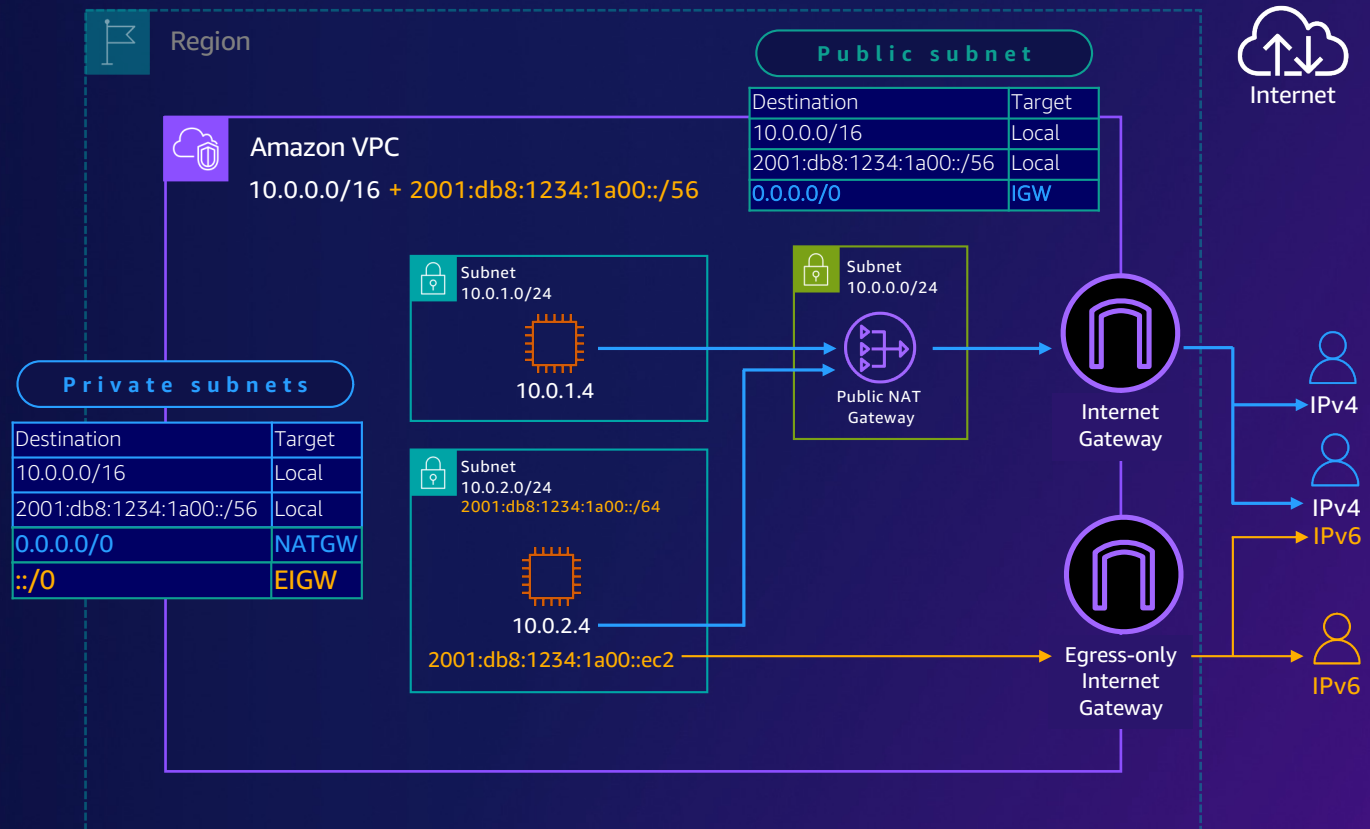 Region
Internet
Public subnet
Destination Target
10.0.0.0/16 Local
2001:db8:1234:1a00::/56 Local
0.0.0.0/0 IGW
Amazon VPC
10.0.0.0/16 + 2001:db8:1234:1a00::/56
Subnet
10.0.1.0/24
10.0.1.4
Subnet
10.0.0.0/24
Public NAT
Gateway
Internet
Gateway
IPv4
Private subnets
Destination Target
10.0.0.0/16 Local
2001:db8:1234:1a00::/56 Local
0.0.0.0/0 NATGW
::/0 EIGW
Subnet
10.0.2.0/24
2001:db8:1234:1a00::/64
10.0.2.4
2001:db8:1234:1a00::ec2
Egress-only
Internet
Gateway
IPv4
IPv6
IPv6